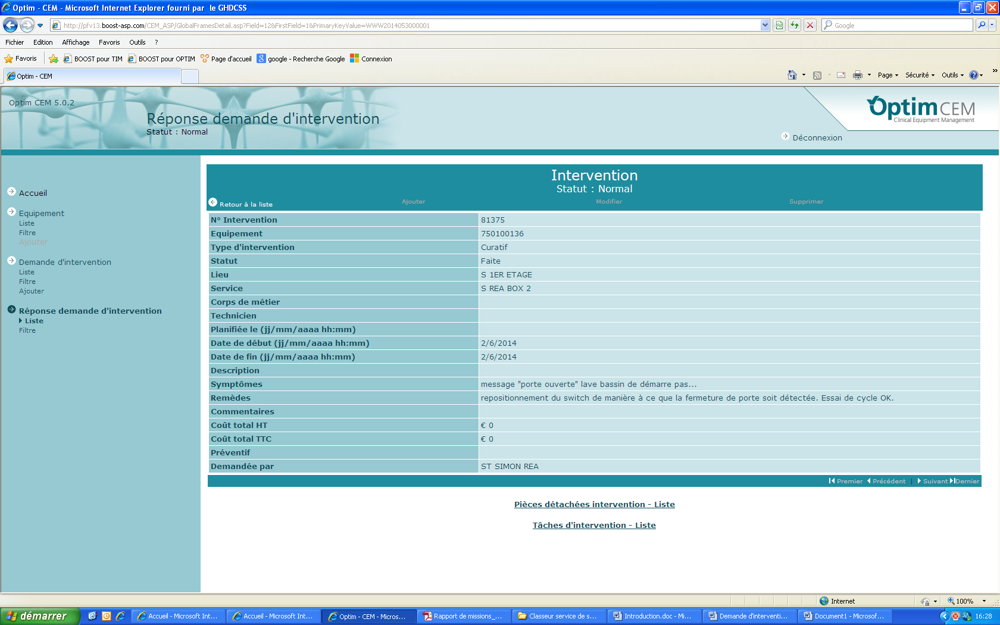 Optim - CEM - Microsoft Internet Explorer fourni par le GHDCSS
http://pfv13.boost-asp.com/CEM_ASP/GlobalFramesDetail.asp?Field=12&FirstField=1&PrimaryKeyValue=WWW2014053000001
Google
Fichier Edition Affichage Favoris Outils ?
Favoris BOOST pour TIM BOOST pour OPTIM Page d'accueil google - Recherche Google Connexion
Optim - CEM
Page Sécurité Outils
Optim CEM 5.0.2
Réponse demande d'intervention
Statut : Normal
Optim CEM
Clinical Equipment Management
Déconnexion
Accueil
Equipement
Liste
Filtre
Ajouter
Demande d'intervention
Liste
Filtre
Ajouter
Réponse demande d'intervention
Liste
Filtre
Intervention
Statut : Normal
Retour à la liste Ajouter Modifier Supprimer
N° Intervention 81375
Equipement 750100136
Type d'intervention Curatif
Statut Faite
Lieu S 1ER ETAGE
Service S REA BOX 2
Corps de métier
Technicien
Planifiée le (jj/mm/aaaa hh:mm)
Date de début (jj/mm/aaaa hh:mm) 2/6/2014
Date de fin (jj/mm/aaaa hh:mm) 2/6/2014
Description
Symptômes message "porte ouverte" lave bassin de démarre pas...
Remèdes repositionnement du switch de manière à ce que la fermeture de porte soit détectée. Essai de cycle OK.
Commentaires
Coût total HT € 0
Coût total TTC € 0
Préventif
Demandée par ST SIMON REA
Premier Précédent | Suivant Dernier
Pièces détachées intervention - Liste
Tâches d'intervention - Liste
Internet 100%
démarrer Accueil - Microsoft Int... Accueil - Microsoft Int... Optim - CEM - Micros... Rapport de missions_... Classeur service de s... Introduction.doc - Mi... Demande d'interventi... Document1 - Microsof... 16:28